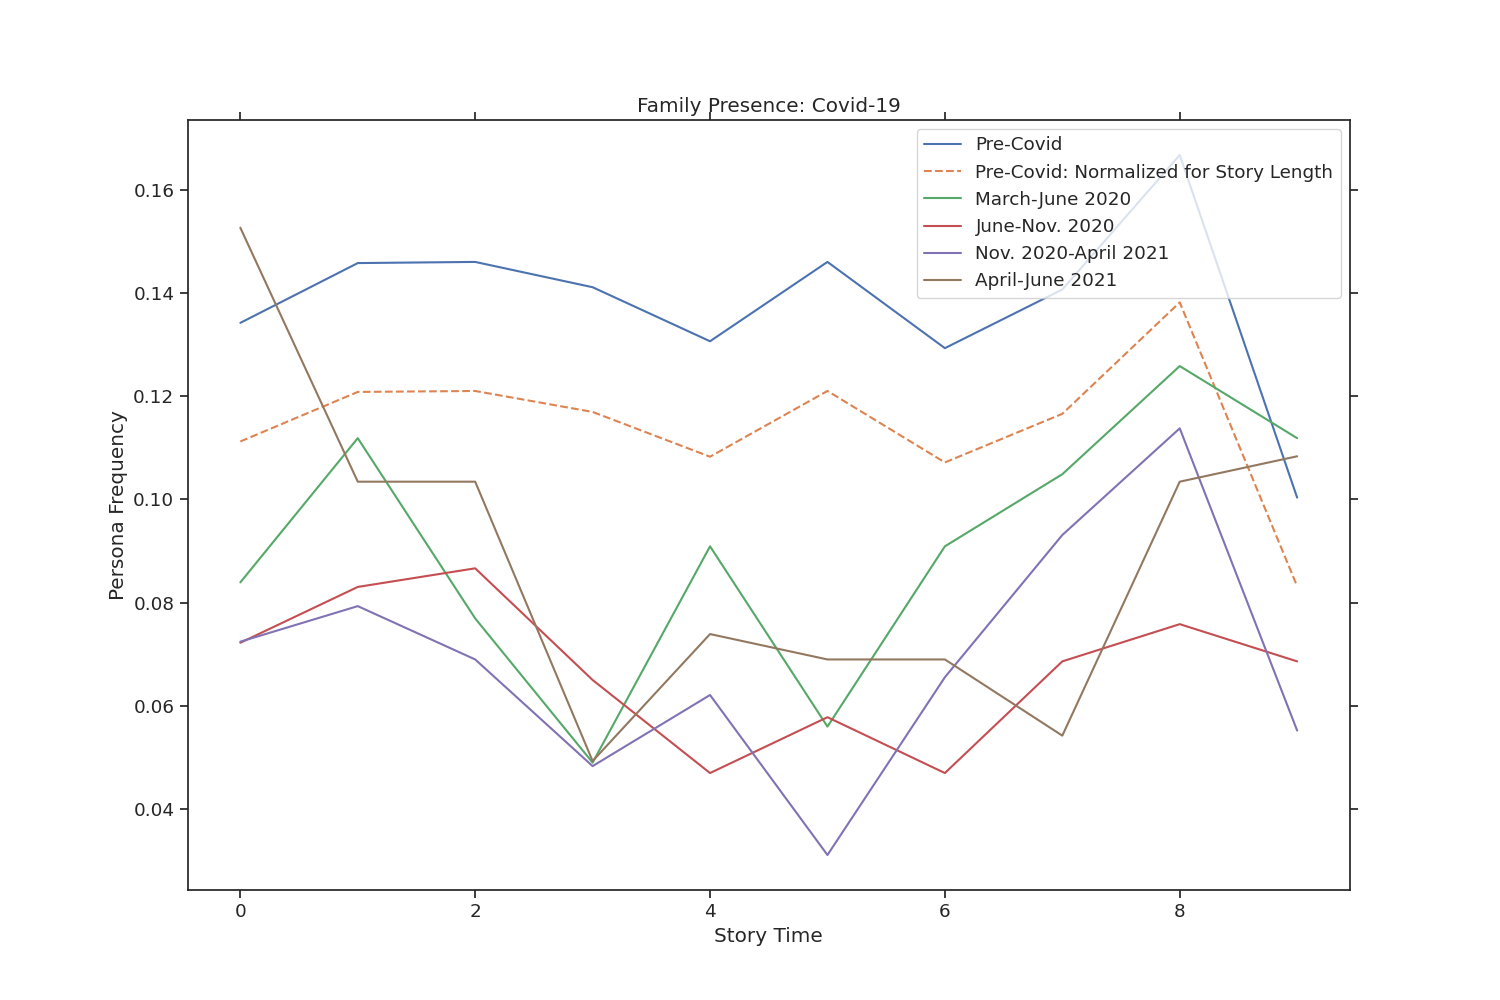 Family Presence: Covid-19
Pre-Covid
Pre-Covid: Normalized for Story Length
March-June 2020
June-Nov. 2020
Nov. 2020-April 2021
April-June 2021
0.16
0.14
0.12
0.10
0.08
0.06
0.04
Persona Frequency
0 2 4 6 8
Story Time